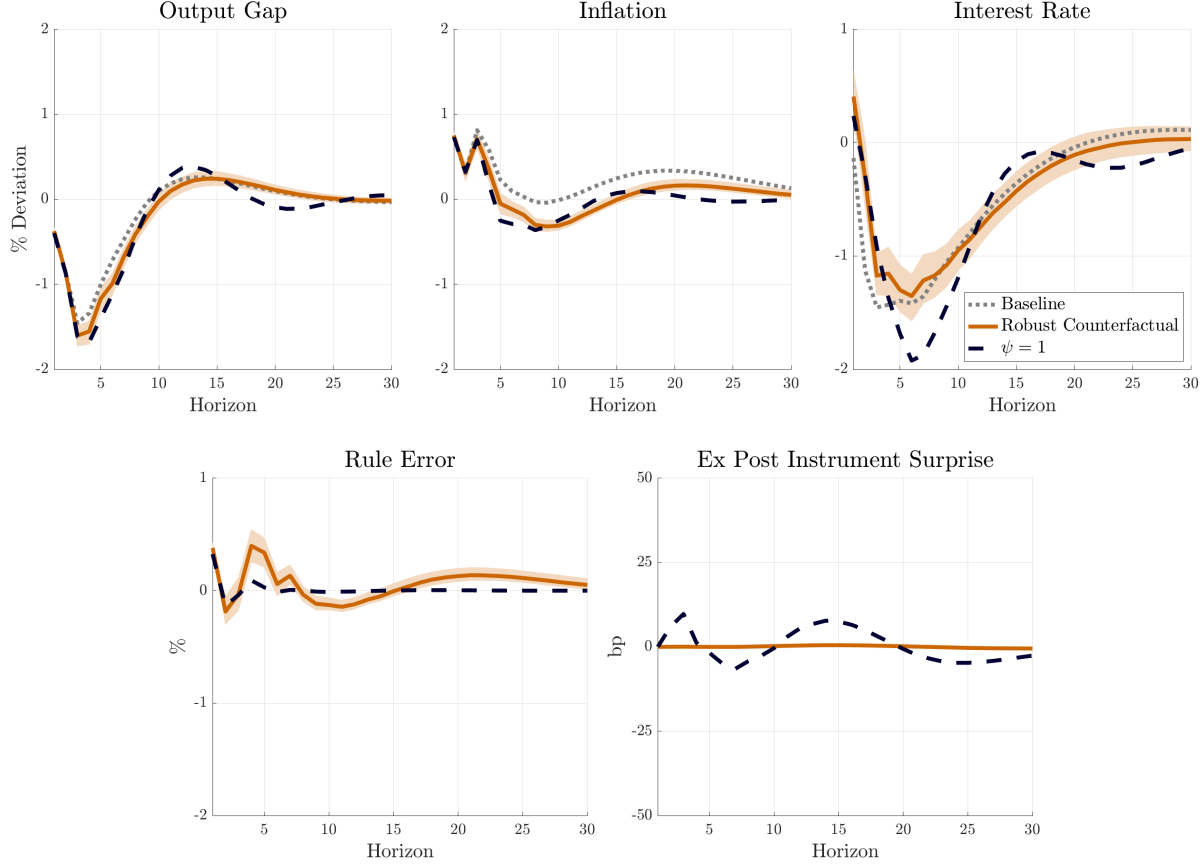 Output Gap
% Deviation
2
1
0
-1
-2
5 10 15 20 25 30
Horizon
Inflation
2
1
0
-1
-2
5 10 15 20 25 30
Horizon
Interest Rate
1
0
-1
-2
5 10 15 20 25 30
Horizon
Baseline
Robust Counterfactual
ψ = 1
Rule Error
%
1
0
-1
-2
5 10 15 20 25 30
Horizon
Ex Post Instrument Surprise
bp
50
25
0
-25
-50
5 10 15 20 25 30
Horizon